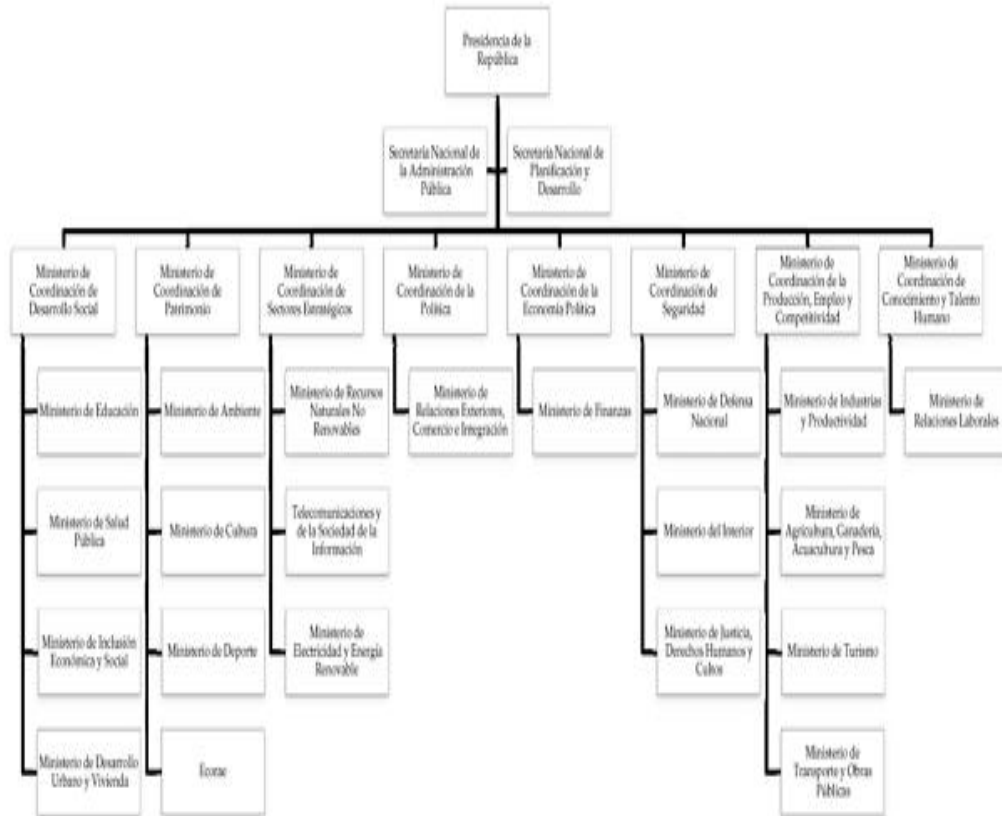 Presidencia de la
República
Secretaría Nacional de
la Administración
Pública
Secretaría Nacional de
Planificación y
Desarrollo
Ministerio de
Coordinación de
Desarrollo Social
Ministerio de
Coordinación de
Patrimonio
Ministerio de
Coordinación de
Sectores Estratégicos
Ministerio de
Coordinación de la
Política
Ministerio de
Coordinación de la
Economía Política
Ministerio de
Coordinación de
Seguridad
Ministerio de
Coordinación de la
Producción, Empleo y
Competitividad
Ministerio de
Coordinación de
Conocimiento y Talento
Humano
Ministerio de Educación
Ministerio de Ambiente
Ministerio de Recursos
Naturales No
Renovables
Ministerio de
Relaciones Exteriores,
Comercio e Integración
Ministerio de Finanzas
Ministerio de Defensa
Nacional
Ministerio de Industrias
y Productividad
Ministerio de
Relaciones Laborales
Ministerio de Salud
Pública
Ministerio de Cultura
Telecomunicaciones y
de la Sociedad de la
Información
Ministerio del Interior
Ministerio de
Agricultura, Ganadería,
Acuacultura y Pesca
Ministerio de Inclusión
Económica y Social
Ministerio de Deporte
Ministerio de
Electricidad y Energía
Renovable
Ministerio de Justicia,
Derechos Humanos y
Cultos
Ministerio de Turismo
Ministerio de Desarrollo
Urbano y Vivienda
Ecorae
Ministerio de
Transporte y Obras
Públicas